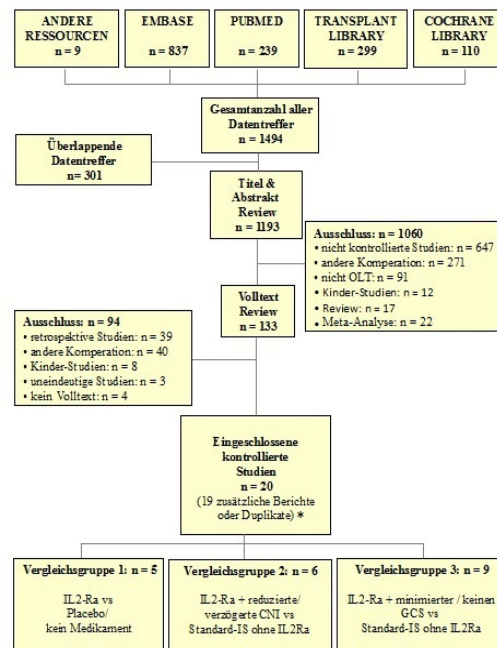 ANDERE
RESSOURCEN
n = 9
EMBASE
n = 837
PUBMED
n = 239
TRANSPLANT
LIBRARY
n = 299
COCHRANE
LIBRARY
n = 110
Gesamtanzahl aller
Datentreffer
n = 1494
Überlappende
Datentreffer
n= 301
Titel &
Abstrakt
Review
n = 1193
Ausschluss: n = 1060
• nicht kontrollierte Studien: n = 647
• andere Komperation: n = 271
• nicht OLT: n = 91
• Kinder-Studien: n = 12
• Review: n = 17
• Meta-Analyse: n = 22
Volltext
Review
n = 133
Ausschluss: n = 94
• retrospektive Studien: n = 39
• andere Komperation: n = 40
• Kinder-Studien: n = 8
• uneindeutige Studien: n = 3
• kein Volltext: n = 4
Eingeschlossene
kontrollierte
Studien
n = 20
(19 zusätzliche Berichte
oder Duplikate) *
Vergleichsgruppe 1: n = 5
IL2-Ra vs
Placebo/
kein Medikament
Vergleichsgruppe 2: n = 6
IL2-Ra + reduzierte/
verzögerte CNI vs
Standard-IS ohne IL2Ra
Vergleichsgruppe 3: n = 9
IL2-Ra + minimierter / keinen
GCS vs
Standard-IS ohne IL2Ra